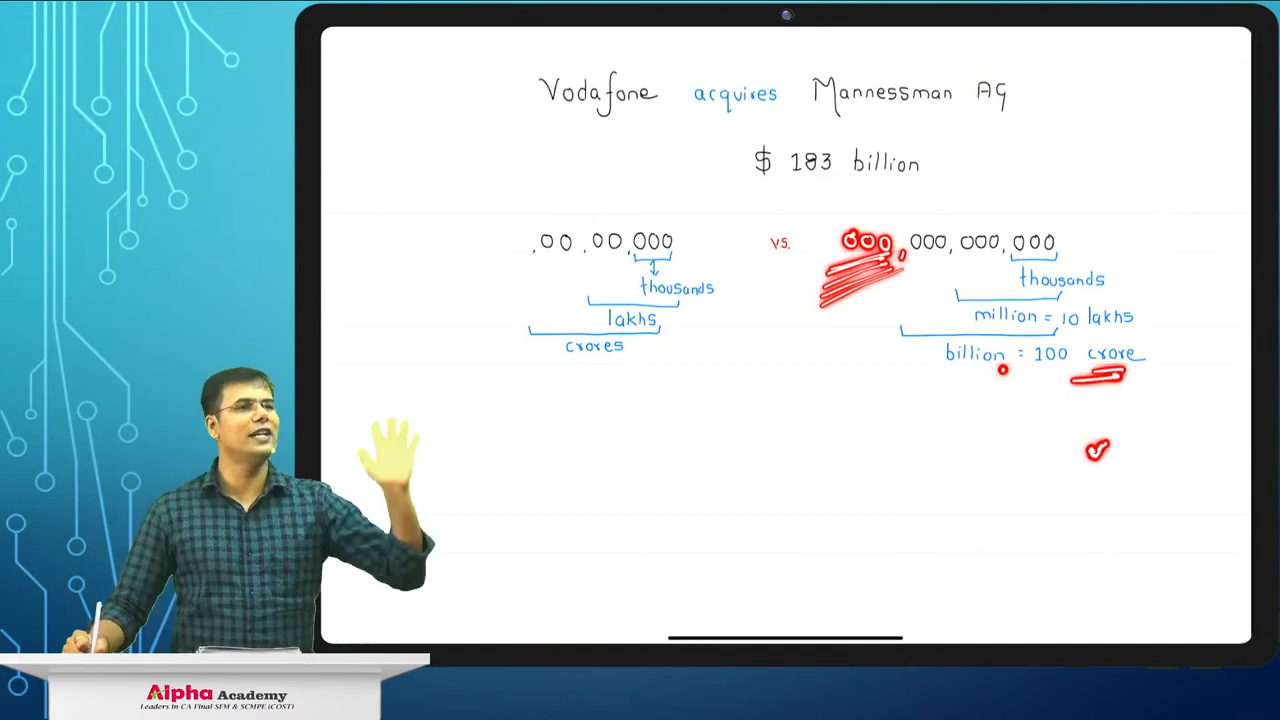 Vodafone acquires Mannessman AG
$ 183 billion
,00,00,000 vs. 000,000,000,000
thousands thousands
lakhs million = 10 lakhs
crores billion = 100 crore
Alpha Academy
Leaders in CA Final SFM & SCMPE (COST)